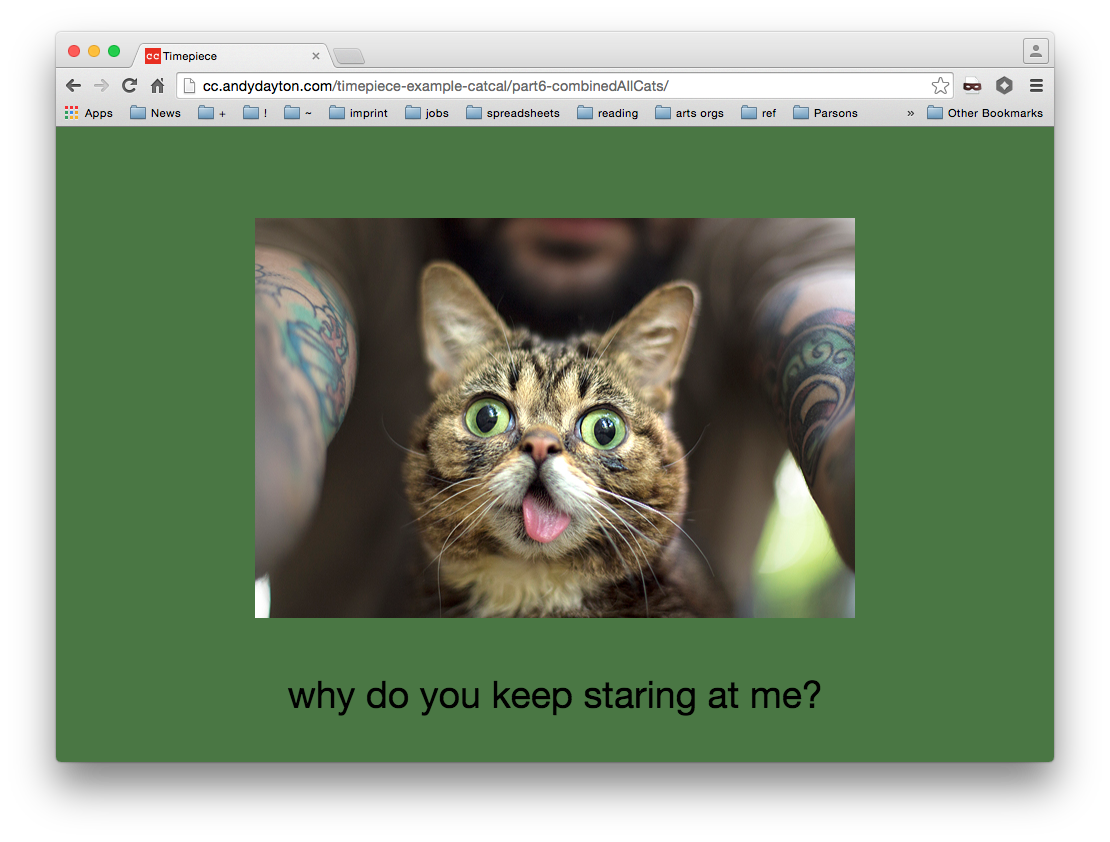 cc Timepiece
cc.andydayton.com/timepiece-example-catcal/part6-combinedAllCats/
Apps News + ! ~ imprint jobs spreadsheets reading arts orgs ref Parsons » Other Bookmarks
why do you keep staring at me?